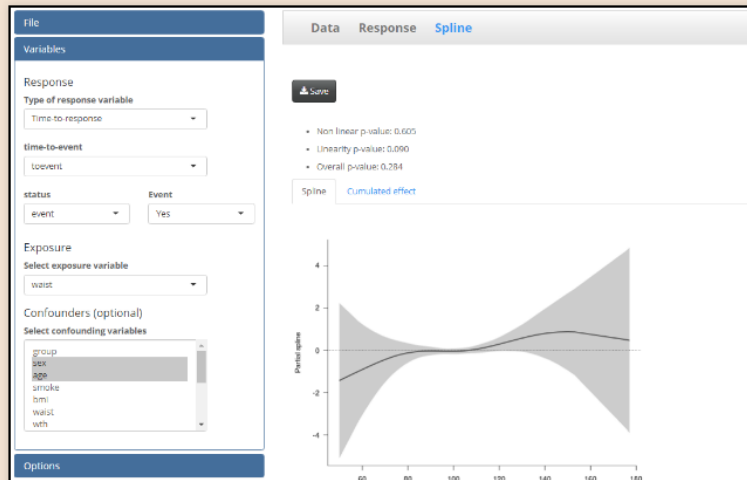 File
Variables
Response
Type of response variable
Time-to-response
time-to-event
toevent
status Event
event Yes
Exposure
Select exposure variable
waist
Confounders (optional)
Select confounding variables
group
sex
age
smoke
bmi
waist
wth
Options
Data Response Spline
Save
Non linear p-value: 0.605
Linearity p-value: 0.090
Overall p-value: 0.284
Spline Cumulated effect
Partial spline
4
2
0
-2
-4
60 80 100 120 140 160 180